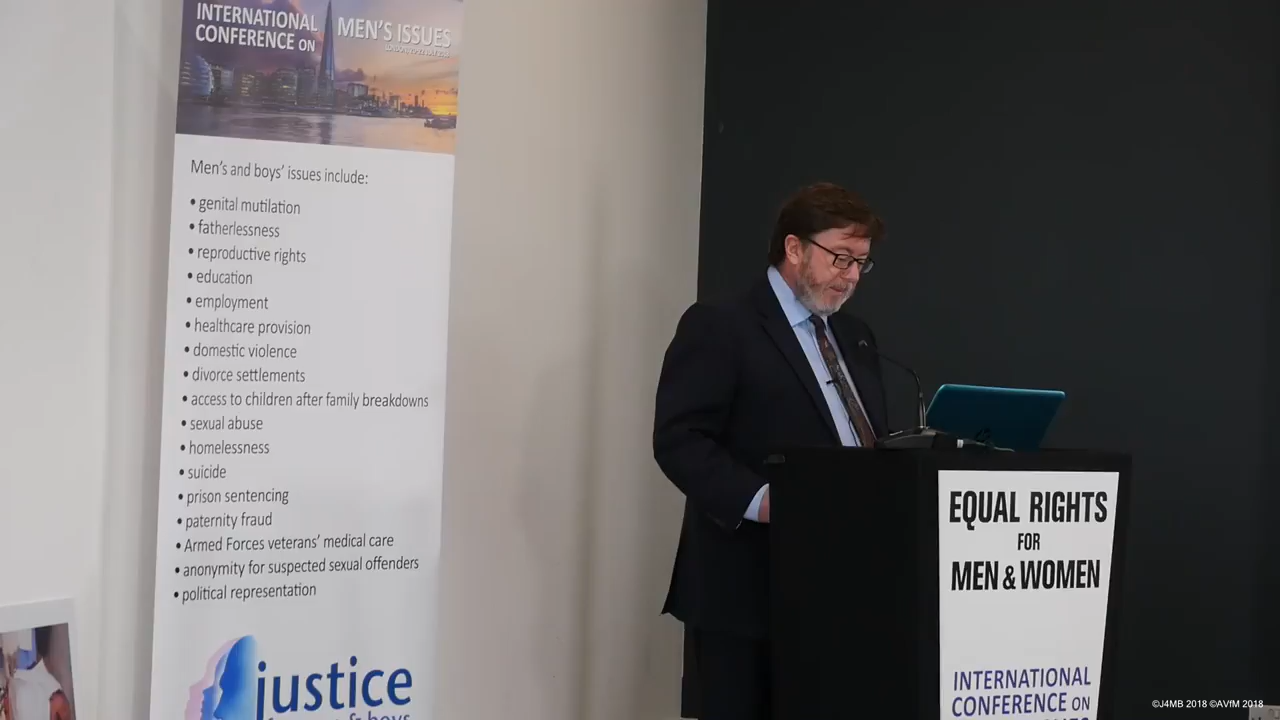 INTERNATIONAL
CONFERENCE ON
MEN'S ISSUES
Men's and boys' issues include:
• genital mutilation
• fatherlessness
• reproductive rights
• education
• employment
• healthcare provision
• domestic violence
• divorce settlements
• access to children after family breakdowns
• sexual abuse
• homelessness
• suicide
• prison sentencing
• paternity fraud
• Armed Forces veterans' medical care
• anonymity for suspected sexual offenders
• political representation
justice
& boys
EQUAL RIGHTS
FOR
MEN & WOMEN
INTERNATIONAL
CONFERENCE ON
©J4MB 2018 ©AVfM 2018